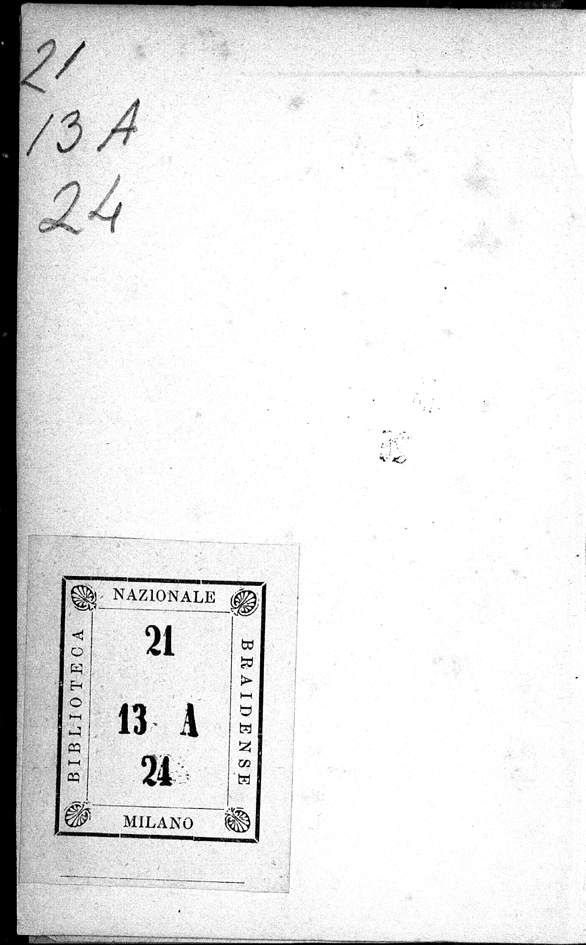 21
13 A
24
NAZIONALE
BIBLIOTECA
21
13 A
24
BRAIDENSE
MILANO